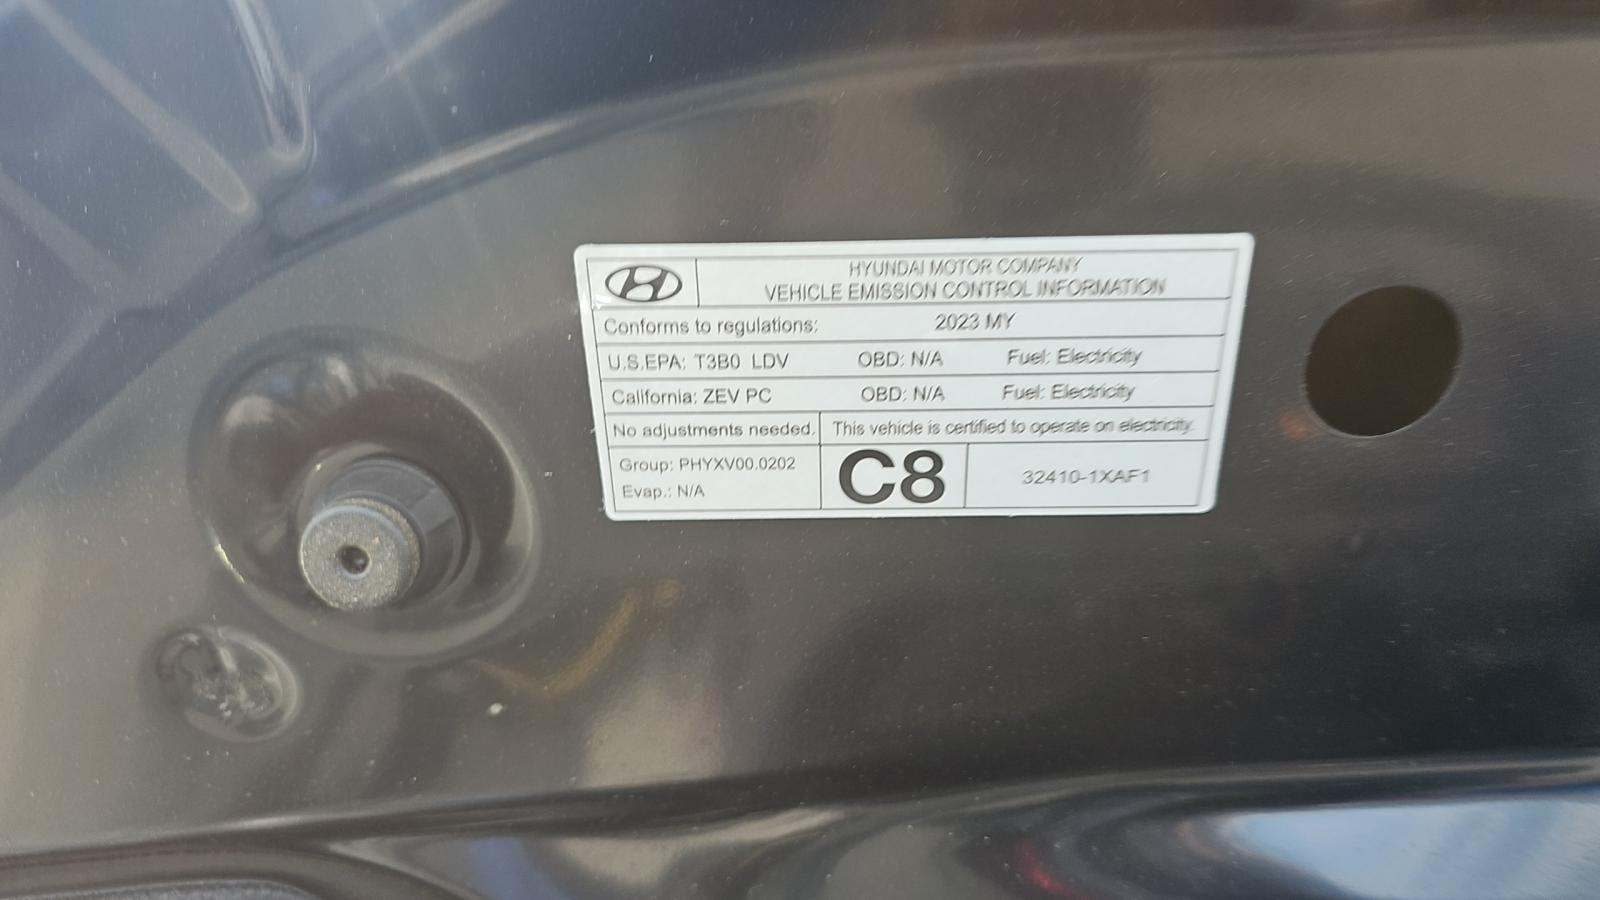 HYUNDAI MOTOR COMPANY
VEHICLE EMISSION CONTROL INFORMATION
Conforms to regulations: 2023 MY
U.S.EPA: T3B0 LDV OBD: N/A Fuel: Electricity
California: ZEV PC OBD: N/A Fuel: Electricity
No adjustments needed. This vehicle is certified to operate on electricity.
Group: PHYXV00.0202
Evap.: N/A
C8
32410-1XAF1